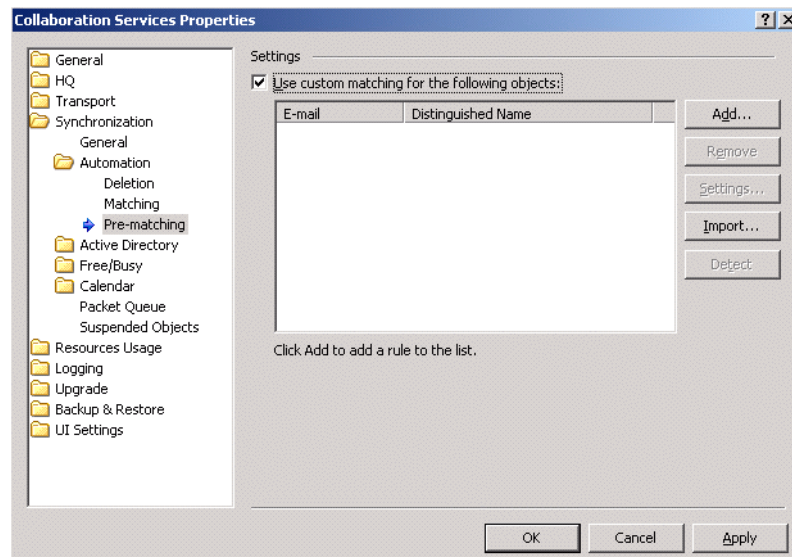 Collaboration Services Properties
General
HQ
Transport
Synchronization
General
Automation
Deletion
Matching
Pre-matching
Active Directory
Free/Busy
Calendar
Packet Queue
Suspended Objects
Resources Usage
Logging
Upgrade
Backup & Restore
UI Settings
Settings
Use custom matching for the following objects:
E-mail Distinguished Name
Add...
Remove
Settings...
Import...
Detect
Click Add to add a rule to the list.
OK Cancel Apply